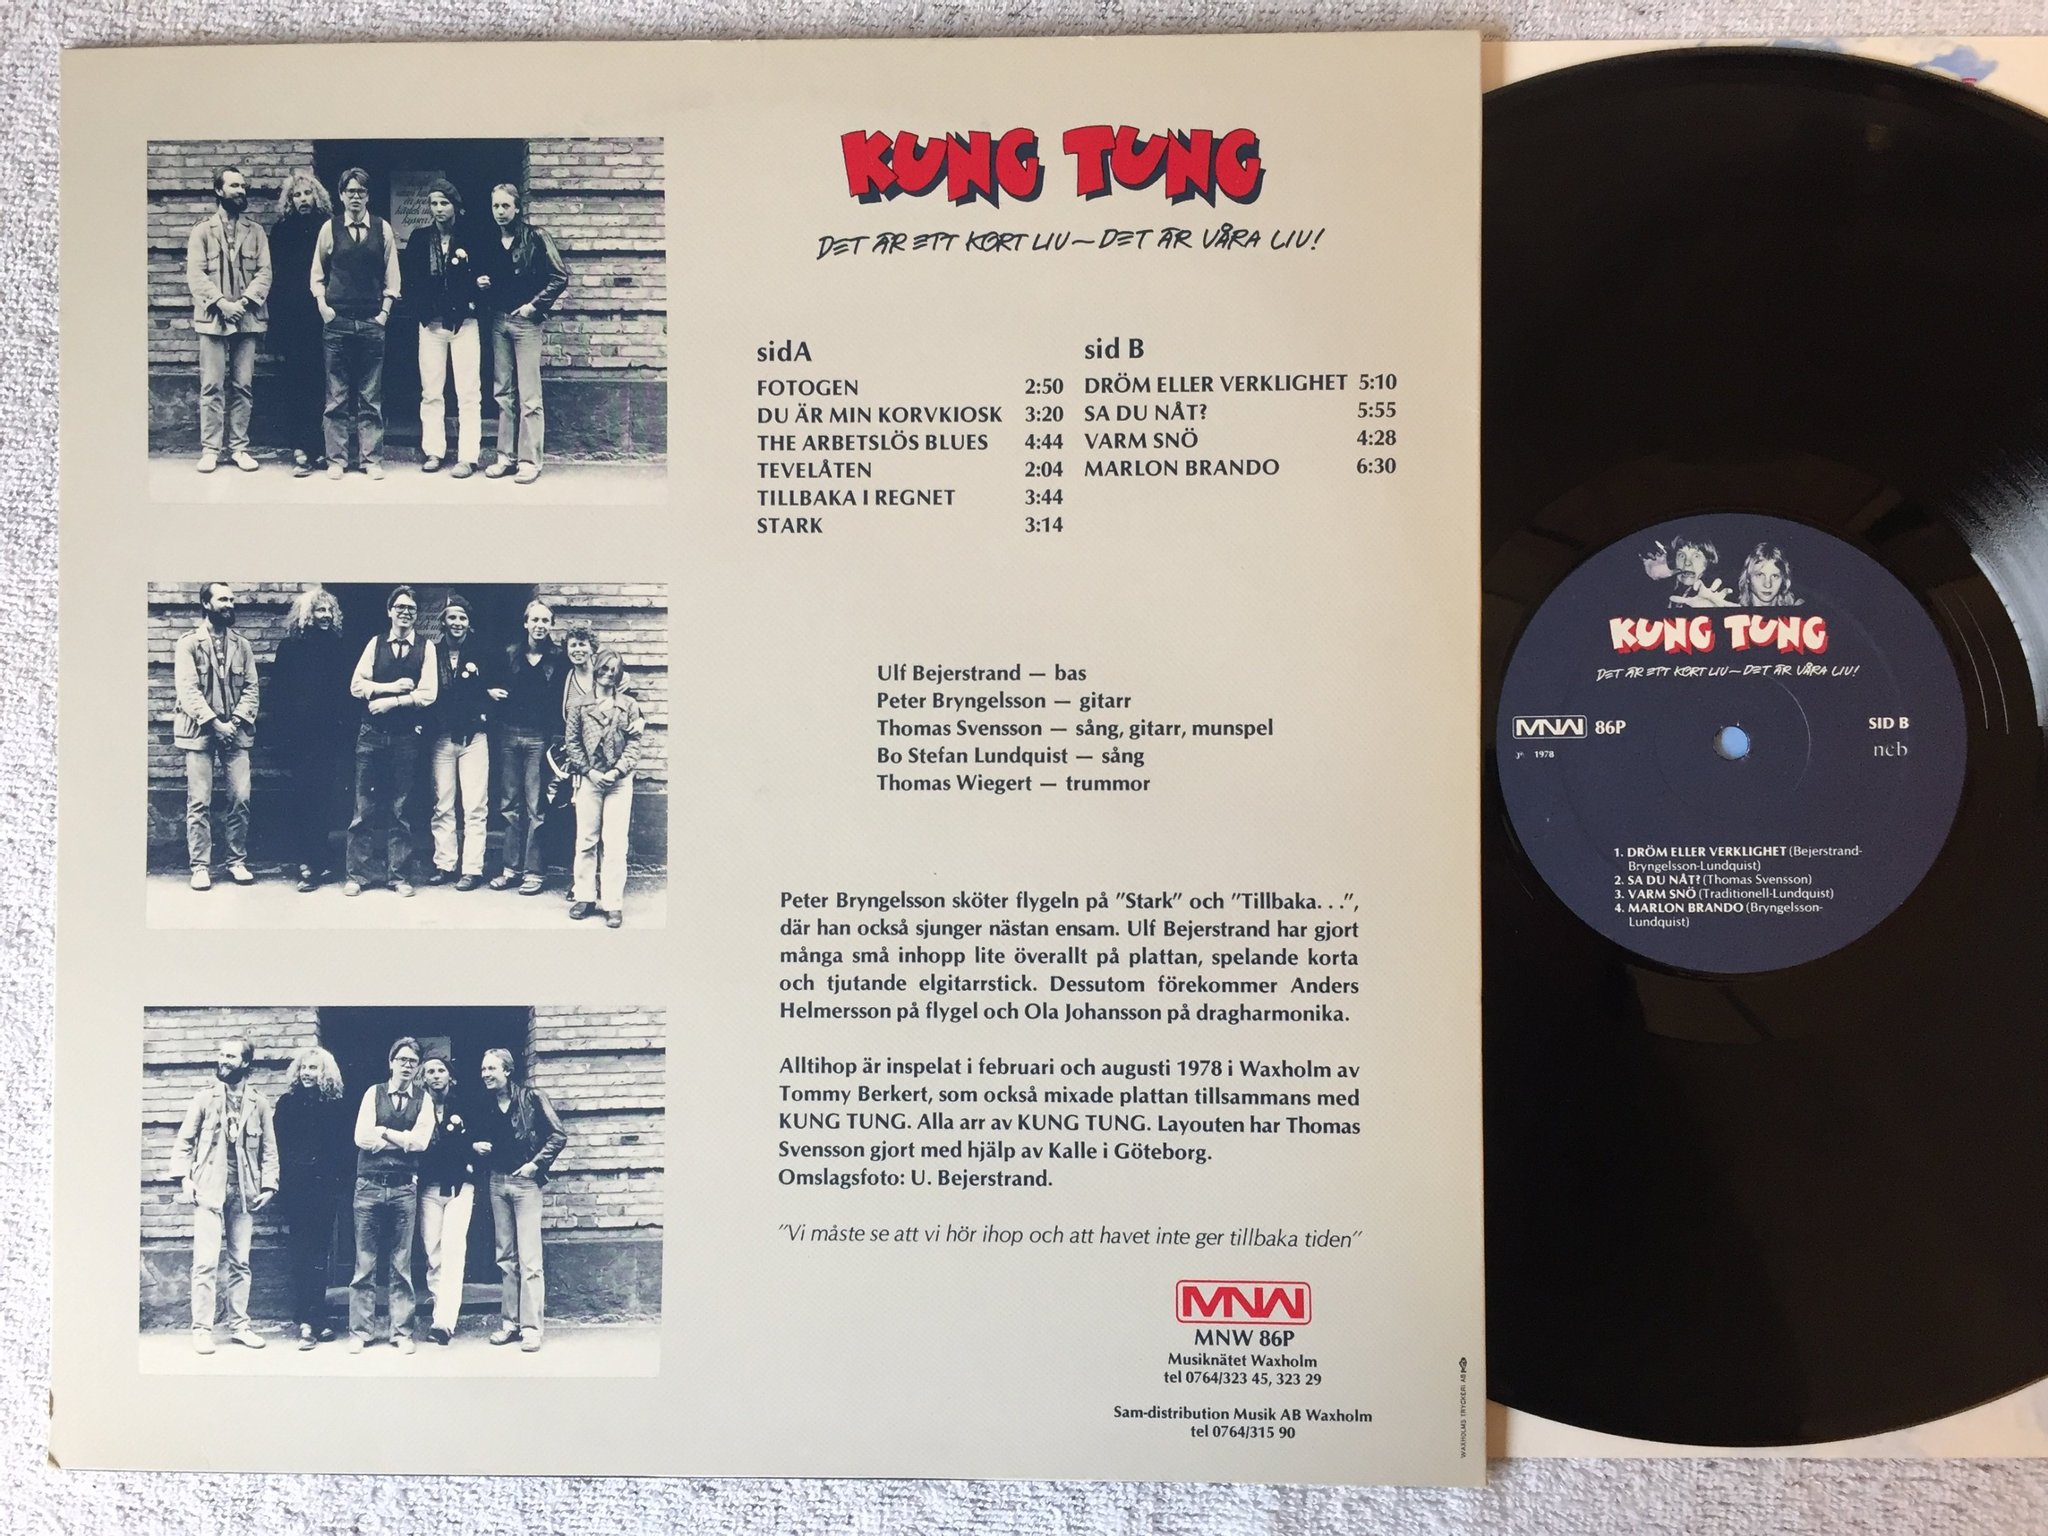 KUNG TUNG
DET ÄR ETT KORT LIV – DET ÄR VÅRA LIV!
sidA
FOTOGEN 2:50
DU ÄR MIN KORVKIOSK 3:20
THE ARBETSLÖS BLUES 4:44
TEVELÅTEN 2:04
TILLBAKA I REGNET 3:44
STARK 3:14
sid B
DRÖM ELLER VERKLIGHET 5:10
SA DU NÅT? 5:55
VARM SNÖ 4:28
MARLON BRANDO 6:30
Ulf Bejerstrand — bas
Peter Bryngelsson — gitarr
Thomas Svensson — sång, gitarr, munspel
Bo Stefan Lundquist — sång
Thomas Wiegert — trummor
Peter Bryngelsson sköter flygeln på ”Stark” och ”Tillbaka. . .”,
där han också sjunger nästan ensam. Ulf Bejerstrand har gjort
många små inhopp lite överallt på plattan, spelande korta
och tjutande elgitarrstick. Dessutom förekommer Anders
Helmersson på flygel och Ola Johansson på dragharmonika.
Alltihop är inspelat i februari och augusti 1978 i Waxholm av
Tommy Berkert, som också mixade plattan tillsammans med
KUNG TUNG. Alla arr av KUNG TUNG. Layouten har Thomas
Svensson gjort med hjälp av Kalle i Göteborg.
Omslagsfoto: U. Bejerstrand.
”Vi måste se att vi hör ihop och att havet inte ger tillbaka tiden”
MNW
MNW 86P
Musiknätet Waxholm
tel 0764/323 45, 323 29
Sam-distribution Musik AB Waxholm
tel 0764/315 90
WAXHOLMS TRYCKERI AB
KUNG TUNG
DET ÄR ETT KORT LIV – DET ÄR VÅRA LIV!
MNW 86P
SID B
℗ 1978
ncb
1. DRÖM ELLER VERKLIGHET (Bejerstrand-
Bryngelsson-Lundquist)
2. SA DU NÅT? (Thomas Svensson)
3. VARM SNÖ (Traditionell-Lundquist)
4. MARLON BRANDO (Bryngelsson-
Lundquist)